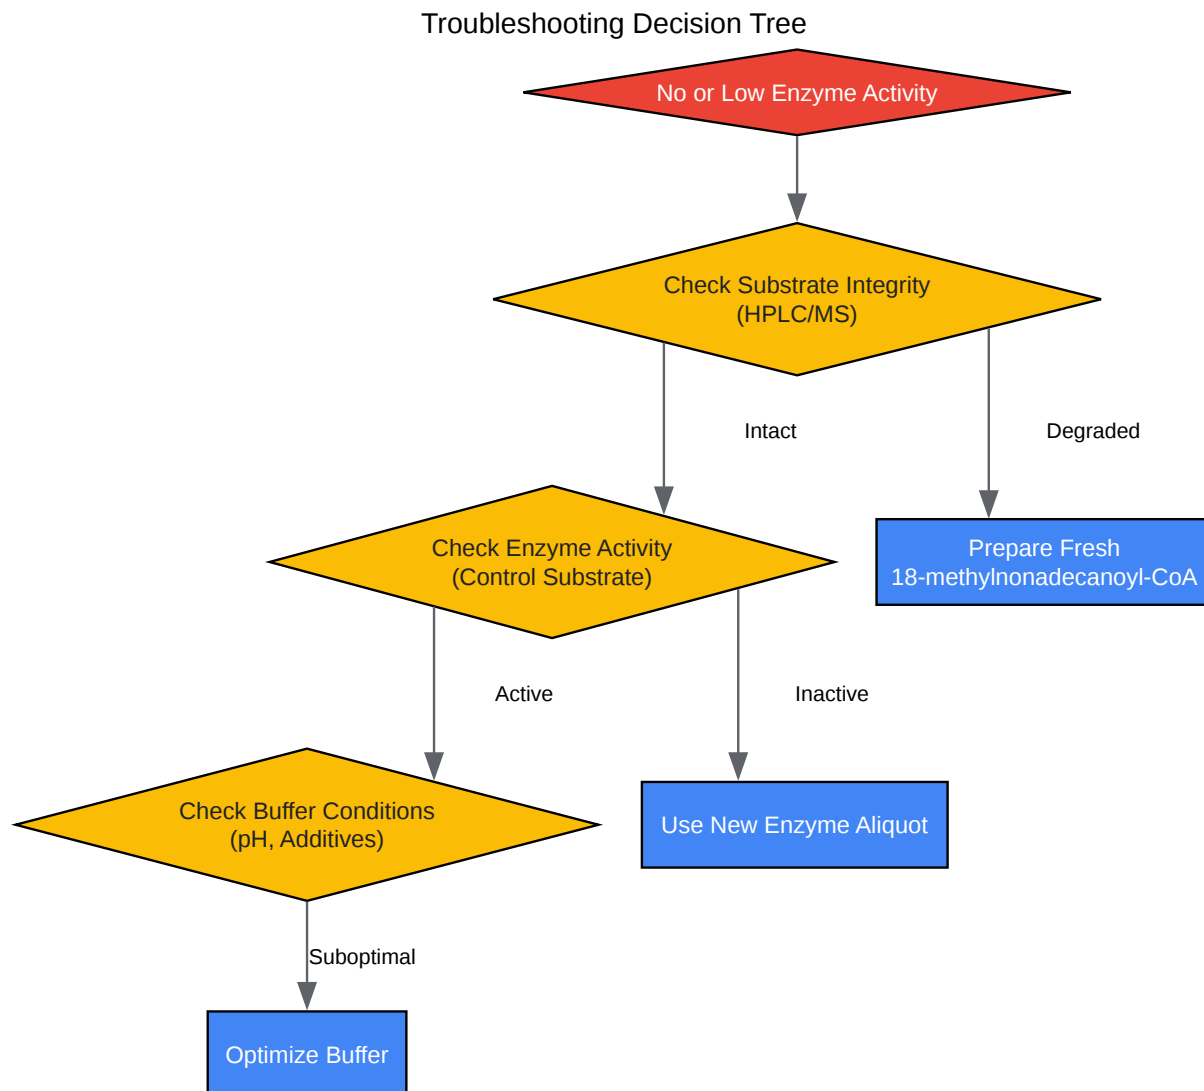 Troubleshooting Decision Tree
No or Low Enzyme Activity
Check Substrate Integrity
(HPLC/MS)
Intact
Degraded
Check Enzyme Activity
(Control Substrate)
Prepare Fresh
18-methylnonadecanoyl-CoA
Active
Inactive
Check Buffer Conditions
(pH, Additives)
Use New Enzyme Aliquot
Suboptimal
Optimize Buffer